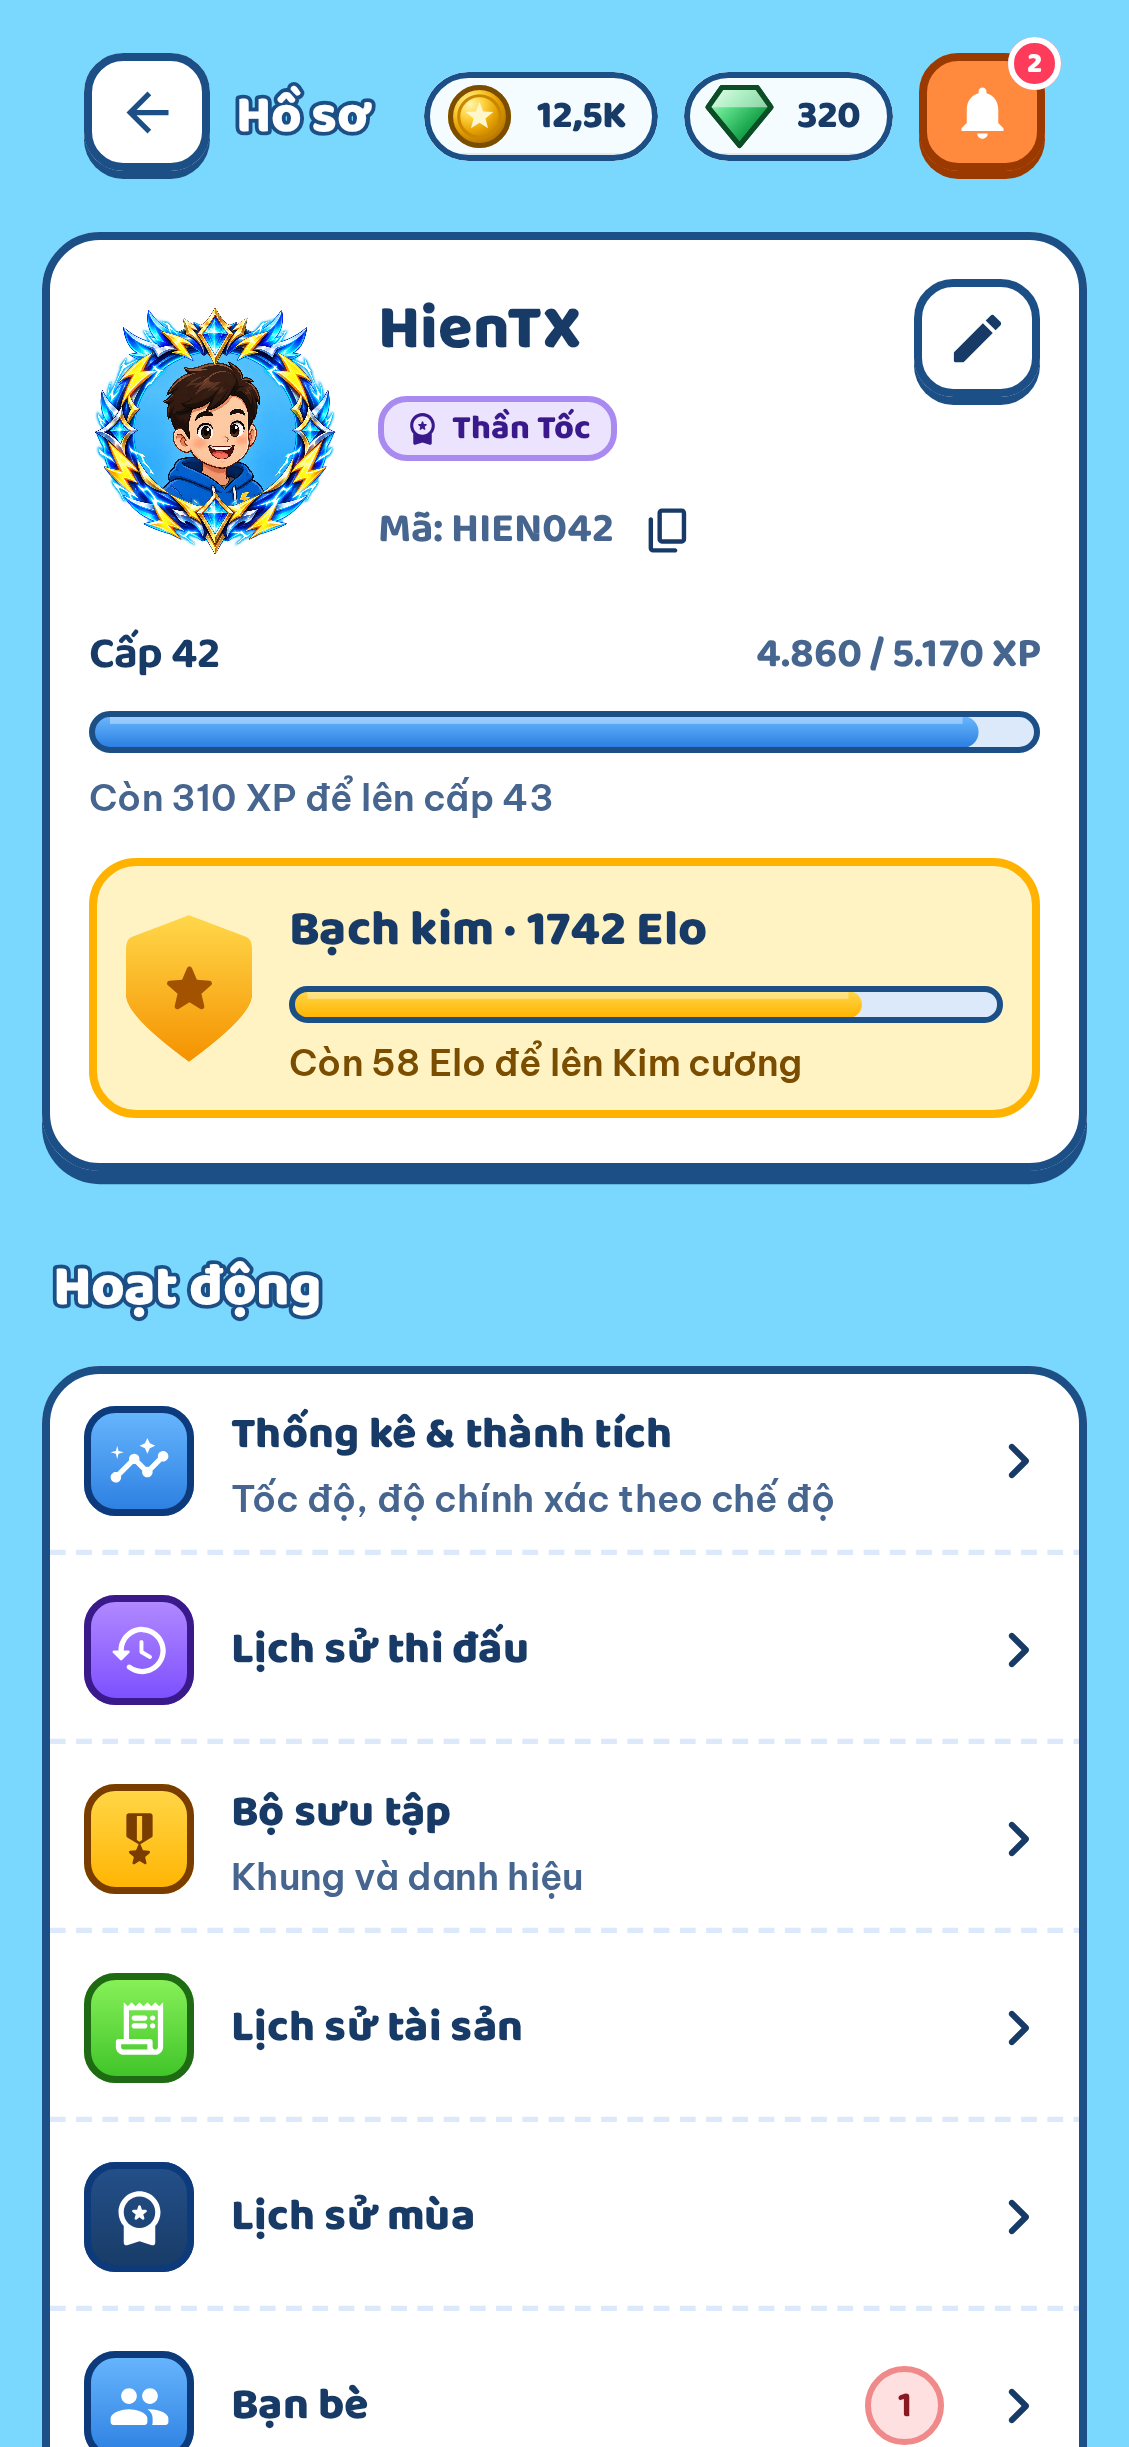 Hồ sơ
12,5K
320
2
HienTX
Thần Tốc
Mã: HIEN042
Cấp 42
4.860 / 5.170 XP
Còn 310 XP để lên cấp 43
Bạch kim · 1742 Elo
Còn 58 Elo để lên Kim cương
Hoạt động
Thống kê & thành tích
Tốc độ, độ chính xác theo chế độ
Lịch sử thi đấu
Bộ sưu tập
Khung và danh hiệu
Lịch sử tài sản
Lịch sử mùa
Bạn bè
1